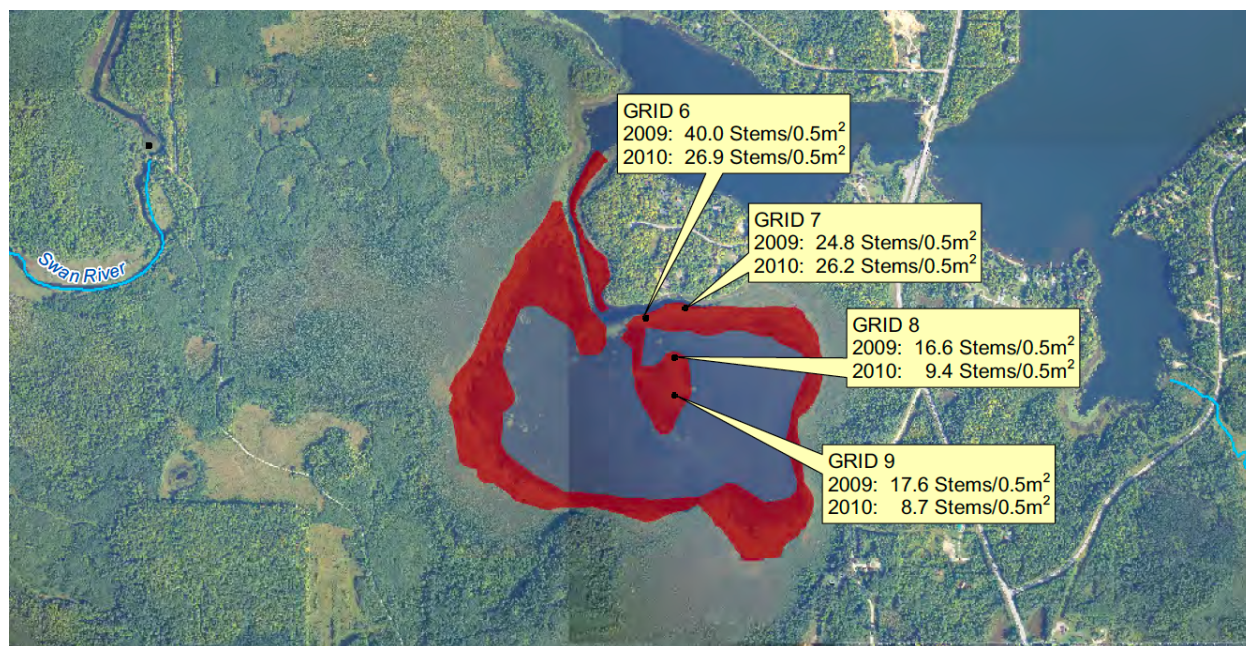 GRID 6
2009: 40.0 Stems/0.5m²
2010: 26.9 Stems/0.5m²
GRID 7
2009: 24.8 Stems/0.5m²
2010: 26.2 Stems/0.5m²
Swan River
GRID 8
2009: 16.6 Stems/0.5m²
2010: 9.4 Stems/0.5m²
GRID 9
2009: 17.6 Stems/0.5m²
2010: 8.7 Stems/0.5m²